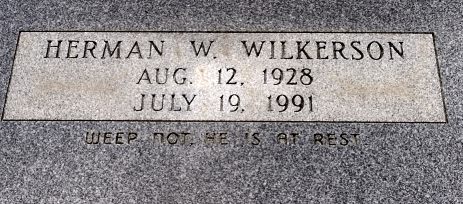 HERMAN W. WILKERSON
AUG. 12, 1928
JULY 19, 1991
WEEP NOT, HE IS AT REST